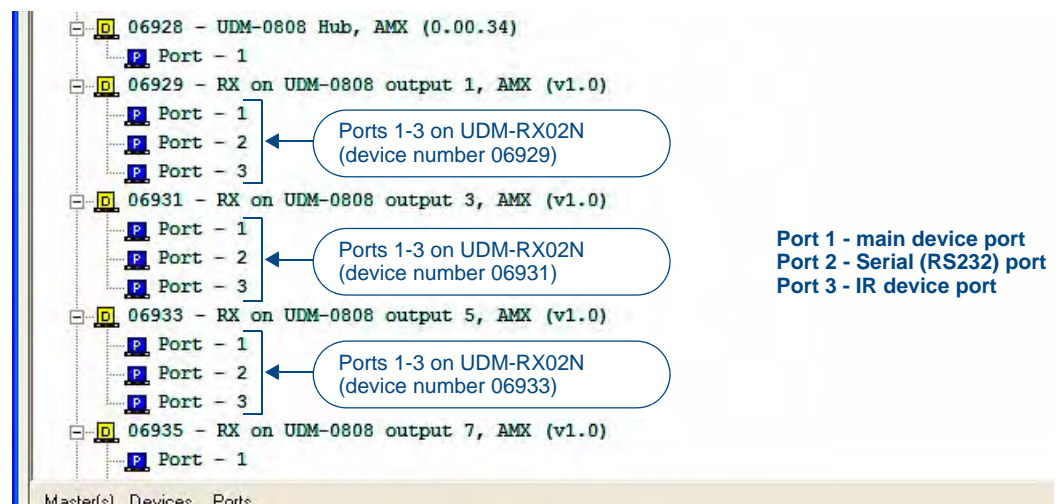 06928 - UDM-0808 Hub, AMX (0.00.34)
P Port - 1
06929 - RX on UDM-0808 output 1, AMX (v1.0)
P Port - 1
P Port - 2
P Port - 3
Ports 1-3 on UDM-RX02N
(device number 06929)
06931 - RX on UDM-0808 output 3, AMX (v1.0)
P Port - 1
P Port - 2
P Port - 3
Ports 1-3 on UDM-RX02N
(device number 06931)
Port 1 - main device port
Port 2 - Serial (RS232) port
Port 3 - IR device port
06933 - RX on UDM-0808 output 5, AMX (v1.0)
P Port - 1
P Port - 2
P Port - 3
Ports 1-3 on UDM-RX02N
(device number 06933)
06935 - RX on UDM-0808 output 7, AMX (v1.0)
P Port - 1
Master(s) Devices Ports